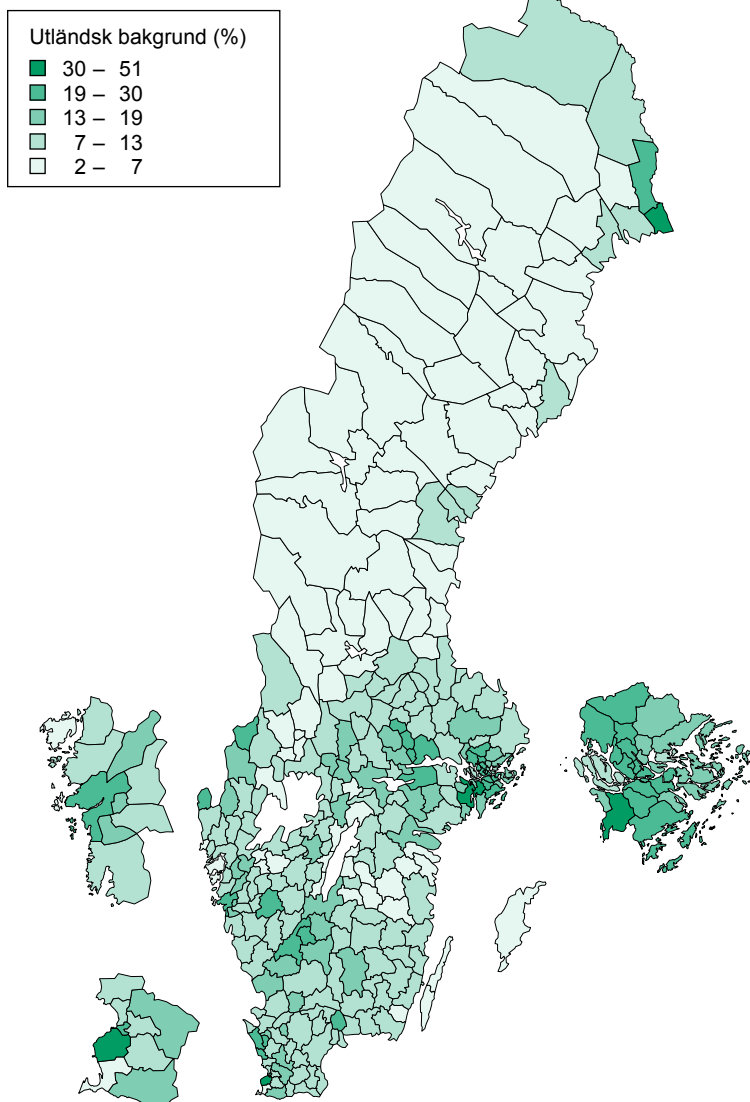 Utländsk bakgrund (%)
30 – 51
19 – 30
13 – 19
7 – 13
2 – 7